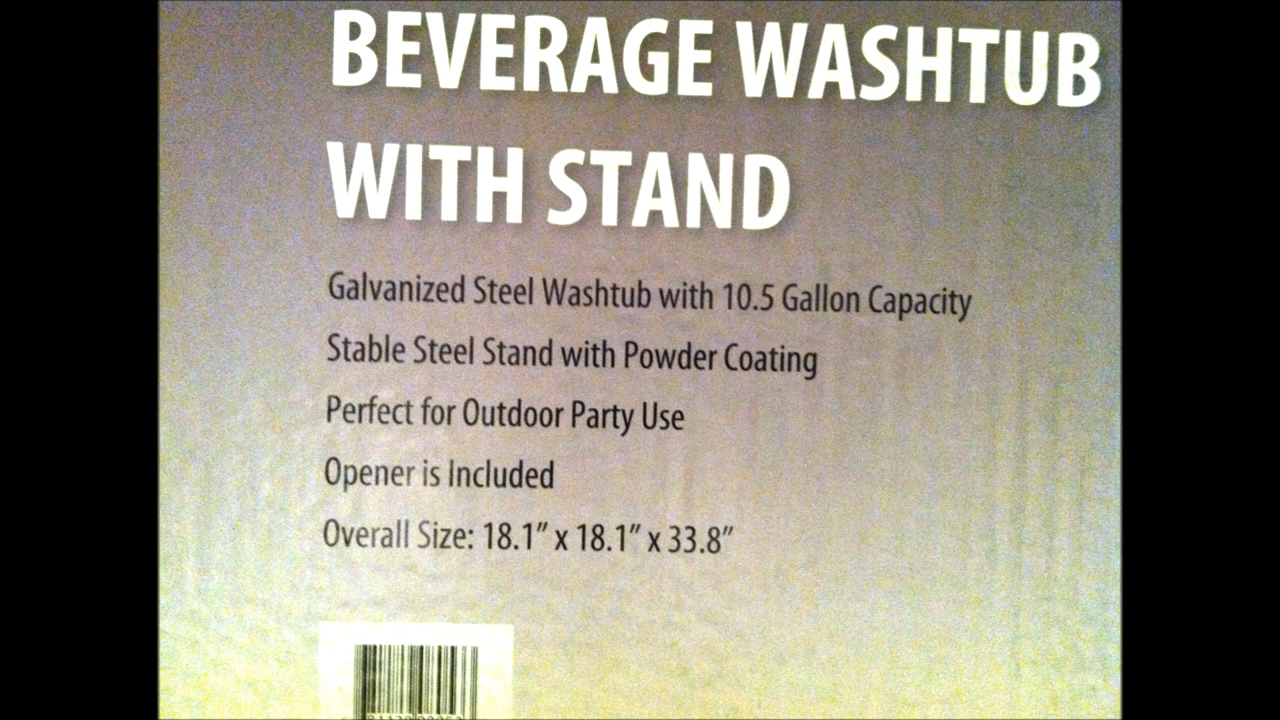 BEVERAGE WASHTUB
WITH STAND
Galvanized Steel Washtub with 10.5 Gallon Capacity
Stable Steel Stand with Powder Coating
Perfect for Outdoor Party Use
Opener is Included
Overall Size: 18.1” x 18.1” x 33.8”